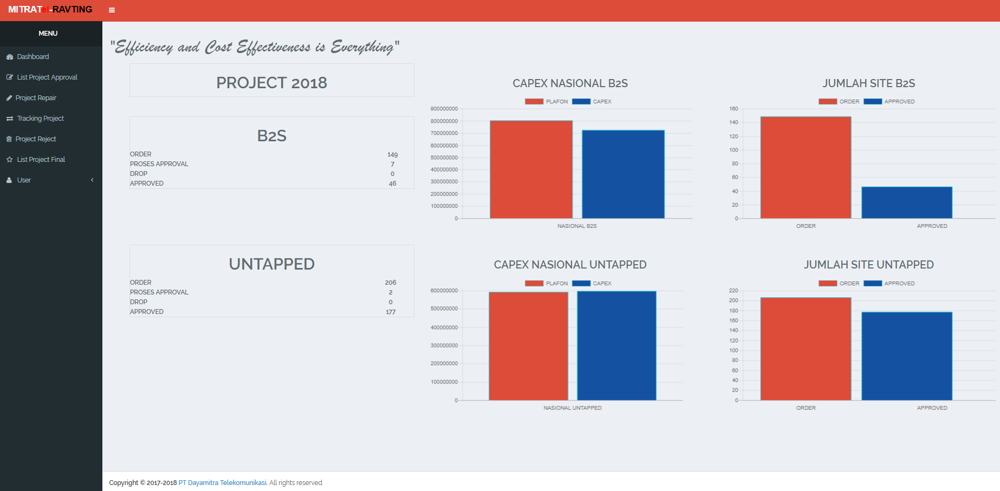 MITRATel-RAVTING
MENU
Dashboard
List Project Approval
Project Repair
Tracking Project
Project Reject
List Project Final
User
"Efficiency and Cost Effectiveness is Everything"
PROJECT 2018
B2S
ORDER 149
PROSES APPROVAL 7
DROP 0
APPROVED 46
CAPEX NASIONAL B2S
PLAFON CAPEX
900000000
800000000
700000000
600000000
500000000
400000000
300000000
200000000
100000000
0
NASIONAL B2S
JUMLAH SITE B2S
ORDER APPROVED
160
140
120
100
80
60
40
20
0
ORDER APPROVED
UNTAPPED
ORDER 206
PROSES APPROVAL 2
DROP 0
APPROVED 177
CAPEX NASIONAL UNTAPPED
PLAFON CAPEX
600000000
500000000
400000000
300000000
200000000
100000000
0
NASIONAL UNTAPPED
JUMLAH SITE UNTAPPED
ORDER APPROVED
220
200
180
160
140
120
100
80
60
40
20
0
ORDER APPROVED
Copyright © 2017-2018 PT Dayamitra Telekomunikasi. All rights reserved.